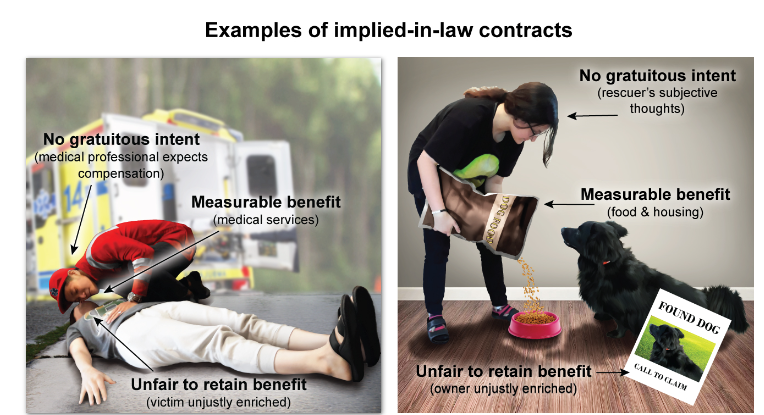 Examples of implied-in-law contracts
No gratuitous intent
(medical professional expects
compensation)
Measurable benefit
(medical services)
Unfair to retain benefit
(victim unjustly enriched)
14
No gratuitous intent
(rescuer's subjective
thoughts)
Measurable benefit
(food & housing)
FOUND DOG
CALL TO CLAIM
Unfair to retain benefit
(owner unjustly enriched)